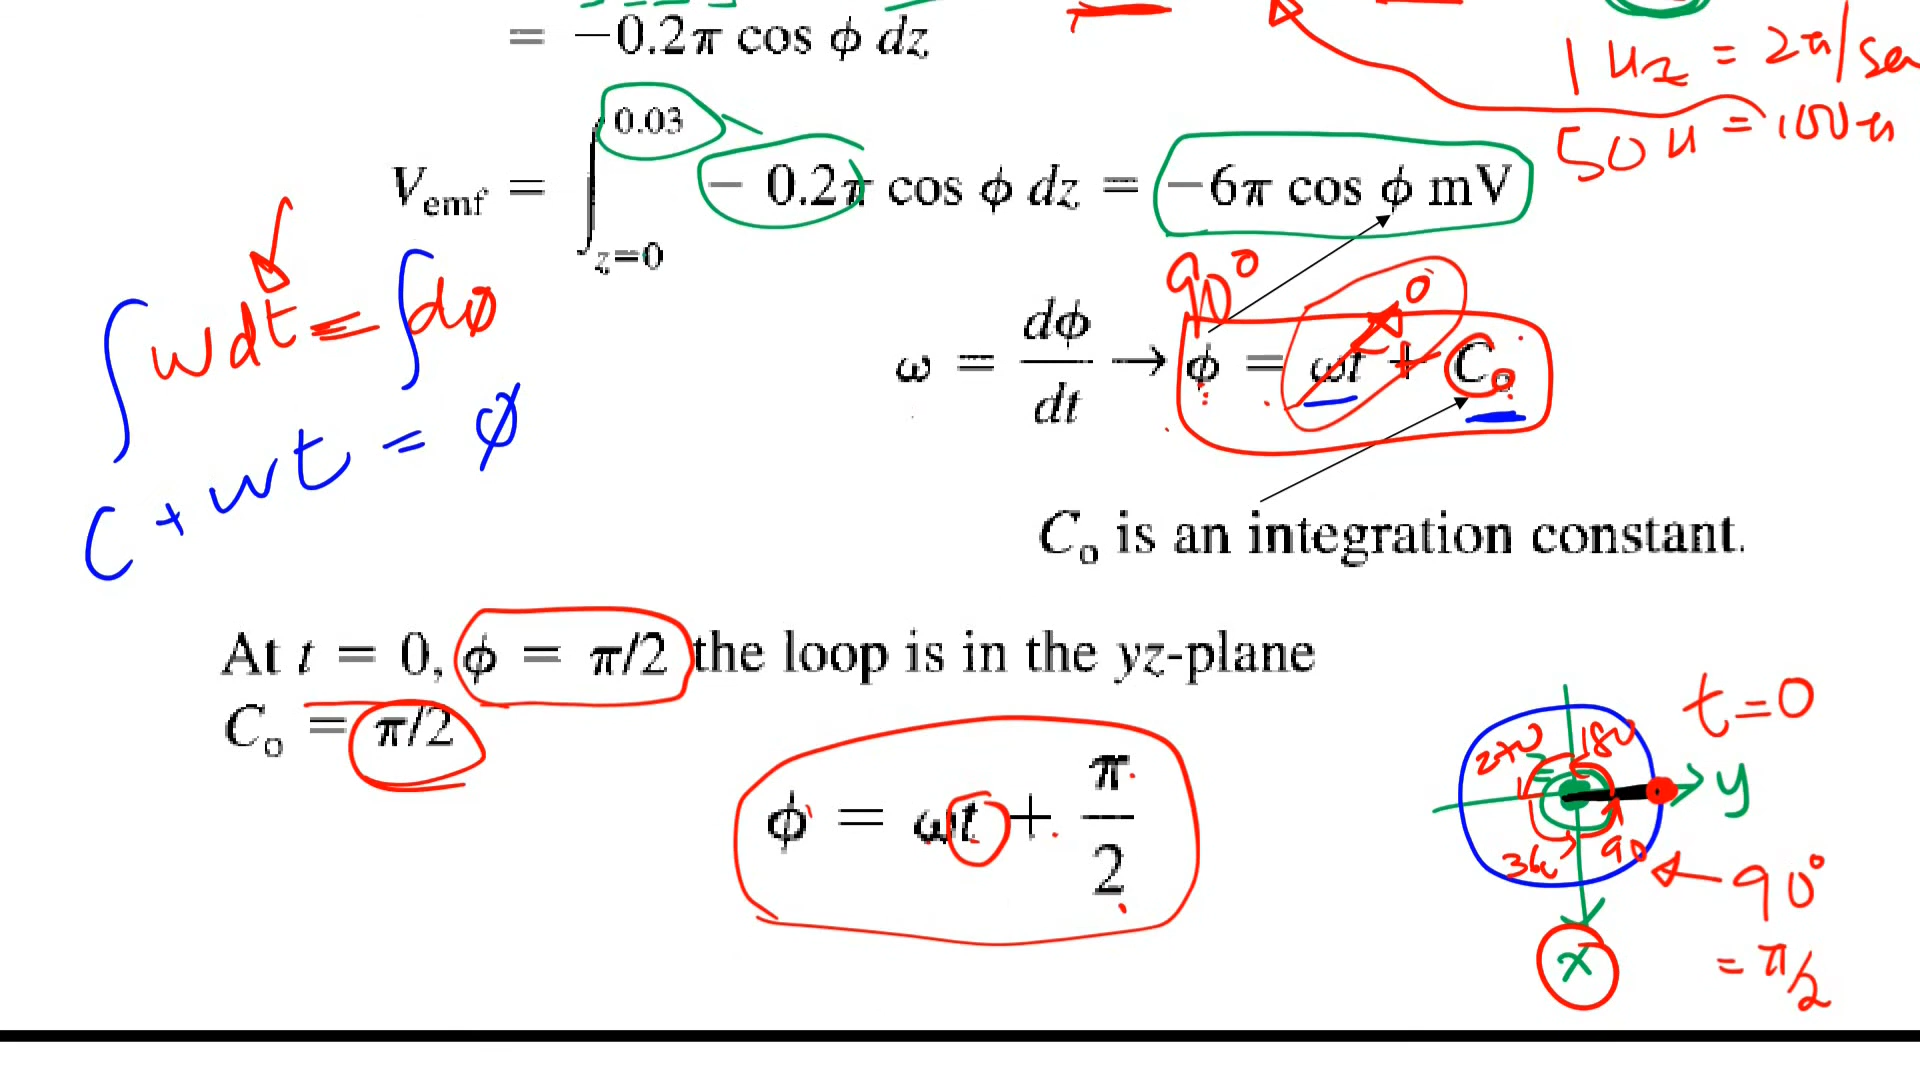 = −0.2π cos ϕ dz
1 Hz = 2π/sec
50 H = 100π
V_emf = ∫_{z=0}^{0.03} − 0.2π cos ϕ dz = −6π cos ϕ mV
∫ωdt = ∫dϕ
90° 0
ω = dϕ/dt → ϕ = ωt + C₀
C + ωt = ϕ
C₀ is an integration constant.
At t = 0, ϕ = π/2 the loop is in the yz-plane
C₀ = π/2
ϕ = ωt + π/2
t=0
270 180
y
360 90
90°
= π/2
x